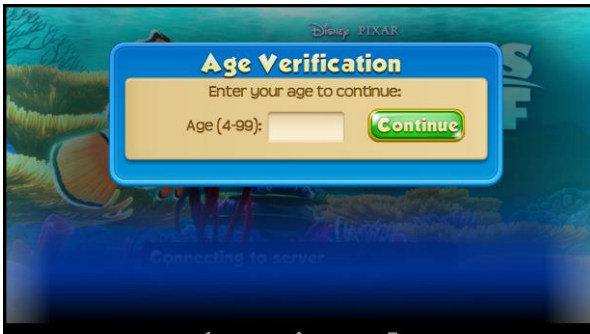 Disney PIXAR
Age Verification
Enter your age to continue:
Age (4-99):
Continue
Connecting to server